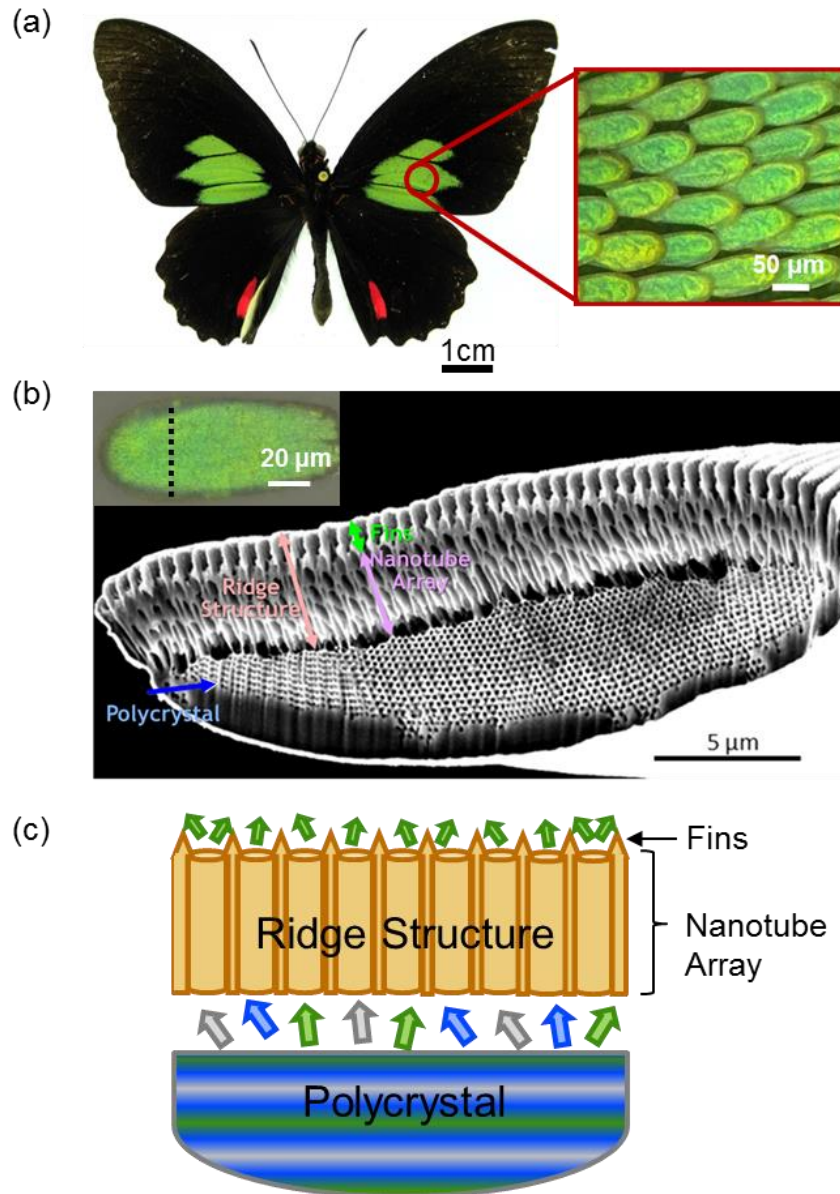 (a)
50 µm
1cm
(b)
20 µm
Fins
Nanotube
Array
Ridge
Structure
Polycrystal
5 µm
(c)
Fins
Ridge Structure
Nanotube
Array
Polycrystal